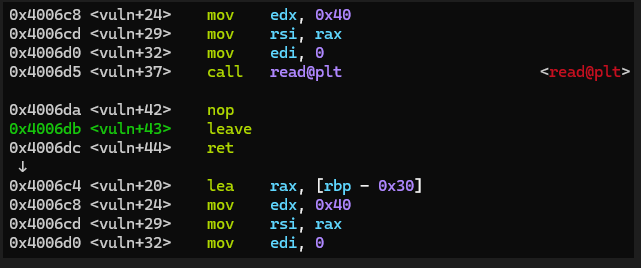 0x4006c8 <vuln+24> mov edx, 0x40
0x4006cd <vuln+29> mov rsi, rax
0x4006d0 <vuln+32> mov edi, 0
0x4006d5 <vuln+37> call read@plt <read@plt>
0x4006da <vuln+42> nop
0x4006db <vuln+43> leave
0x4006dc <vuln+44> ret
↓
0x4006c4 <vuln+20> lea rax, [rbp - 0x30]
0x4006c8 <vuln+24> mov edx, 0x40
0x4006cd <vuln+29> mov rsi, rax
0x4006d0 <vuln+32> mov edi, 0